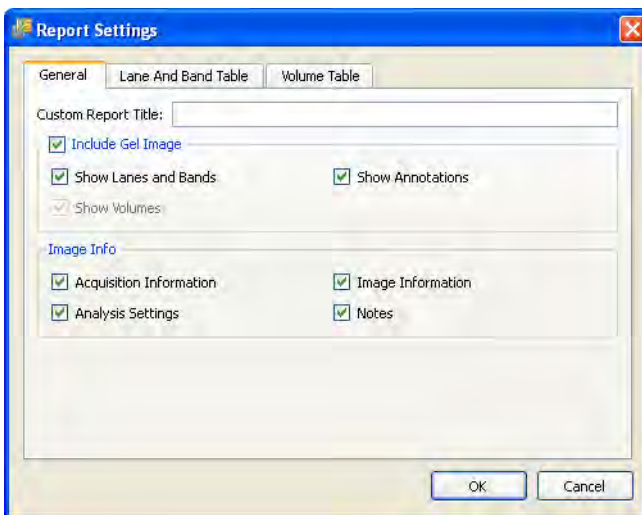 Report Settings
General Lane And Band Table Volume Table
Custom Report Title:
Include Gel Image
Show Lanes and Bands Show Annotations
Show Volumes
Image Info
Acquisition Information Image Information
Analysis Settings Notes
OK Cancel